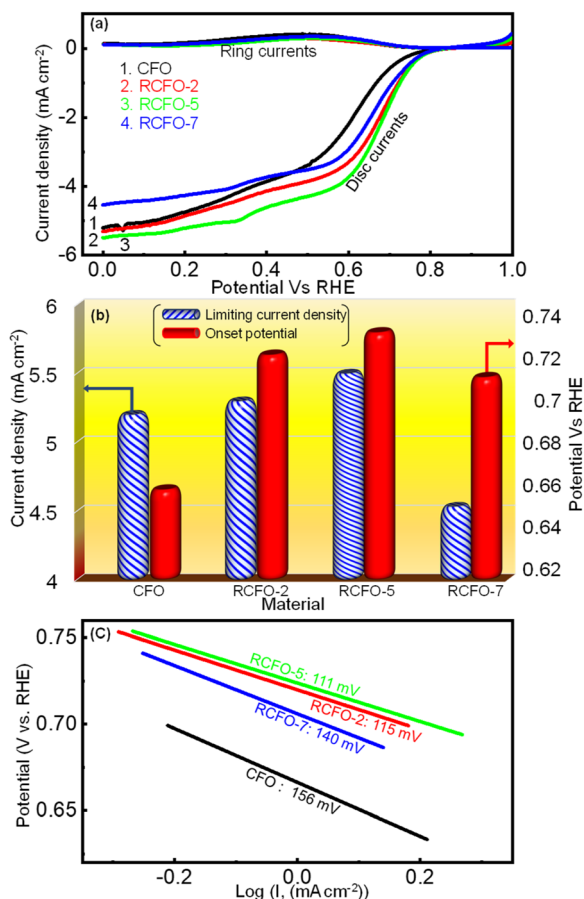 (a)
Ring currents
1. CFO
2. RCFO-2
3. RCFO-5
4. RCFO-7
Disc currents
4
1
2
3
0
-2
-4
-6
Current density (mA cm-2)
0.0 0.2 0.4 0.6 0.8 1.0
Potential Vs RHE
(b)
Limiting current density
Onset potential
6
5.5
5
4.5
4
Current density (mA cm-2)
0.74
0.72
0.7
0.68
0.66
0.64
0.62
Potential Vs RHE
CFO RCFO-2 RCFO-5 RCFO-7
Material
(C)
RCFO-5: 111 mV
RCFO-2: 115 mV
RCFO-7: 140 mV
CFO : 156 mV
0.75
0.70
0.65
Potential (V vs. RHE)
-0.2 0.0 0.2
Log (I, (mA cm-2))